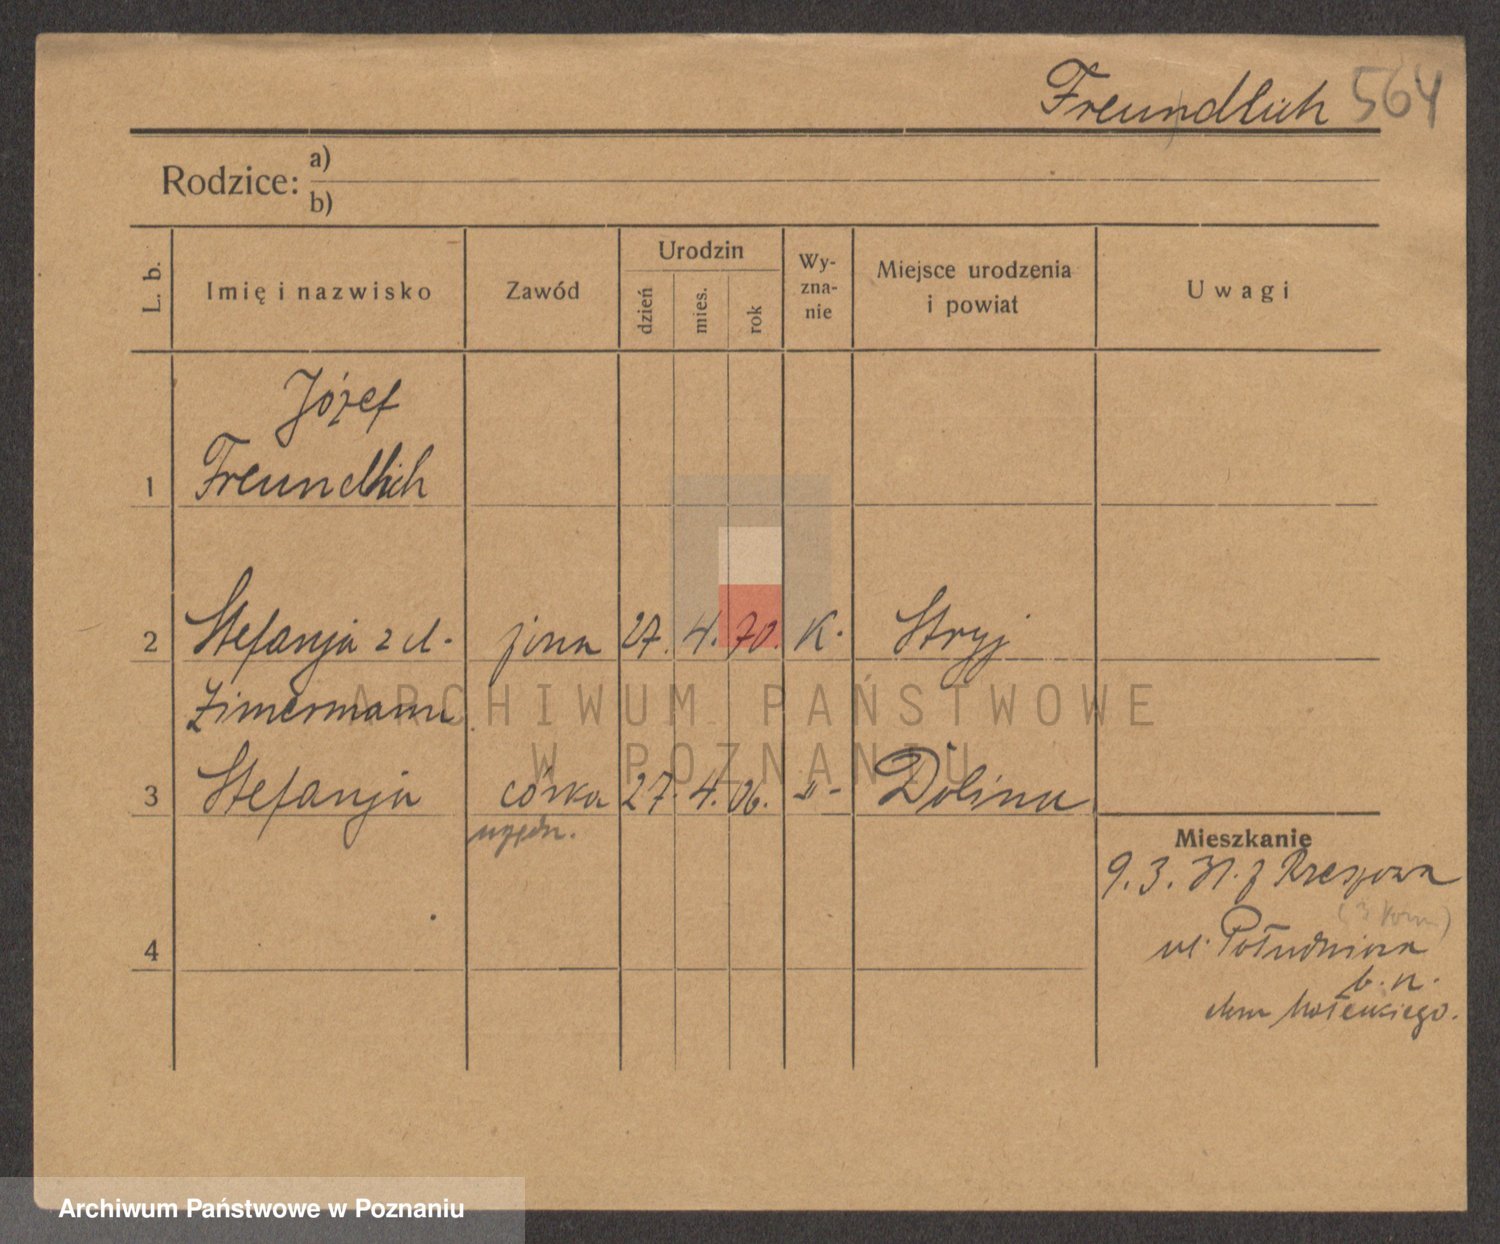 Freundlich 564
Rodzice: a)
b)
L. b.
Imię i nazwisko
Zawód
Urodzin
dzień
mies.
rok
Wy-
zna-
nie
Miejsce urodzenia
i powiat
Uwagi
Józef
1 Freundlich
2 Stefanja z d. żona 27. 4. 70. K. Stryj
Zimermann
3 Stefanja córka 27. 4. 06. -"- Dolina
urzędn.
Mieszkanie
9. 3. 31. z Rzeszowa
ul. Południowa
4
b. n.
dom
ARCHIWUM PAŃSTWOWE
W POZNANIU
Archiwum Państwowe w Poznaniu